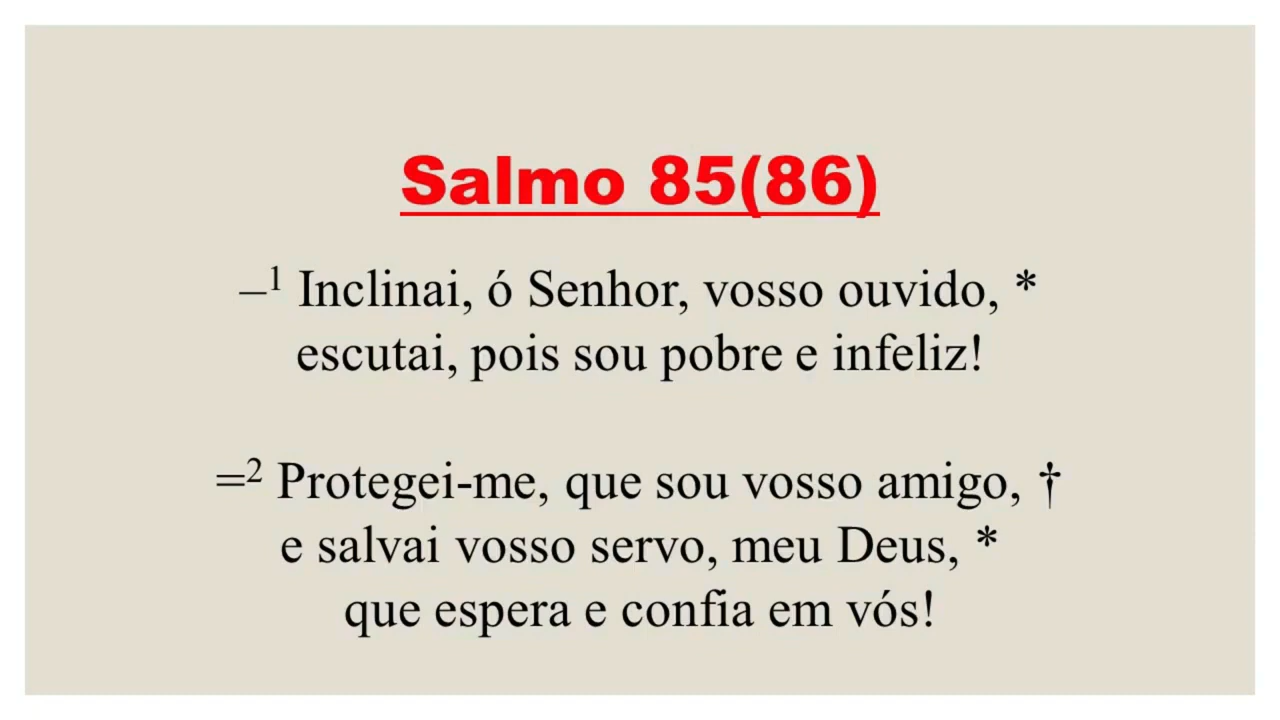 Salmo 85(86)
–¹ Inclinai, ó Senhor, vosso ouvido, *
escutai, pois sou pobre e infeliz!
=² Protegei-me, que sou vosso amigo, †
e salvai vosso servo, meu Deus, *
que espera e confia em vós!